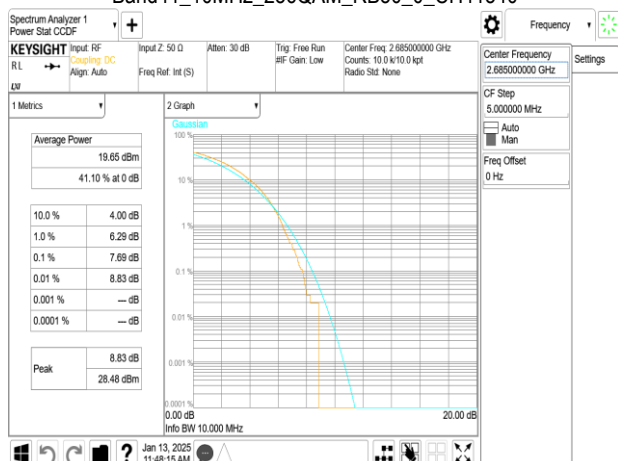 Spectrum Analyzer 1
Power Stat CCDF
Frequency
KEYSIGHT
RL
LXI
Input: RF
Coupling: DC
Align: Auto
Input Z: 50 Ω
Freq Ref: Int (S)
Atten: 30 dB
Trig: Free Run
#IF Gain: Low
Center Freq: 2.685000000 GHz
Counts: 10.0 k/10.0 kpt
Radio Std: None
1 Metrics
Average Power
19.65 dBm
41.10 % at 0 dB
10.0 % 4.00 dB
1.0 % 6.29 dB
0.1 % 7.69 dB
0.01 % 8.83 dB
0.001 % --- dB
0.0001 % --- dB
Peak
8.83 dB
28.48 dBm
2 Graph
Gaussian
100 %
10 %
1 %
0.1 %
0.01 %
0.001 %
0.0001 %
0.00 dB 20.00 dB
Info BW 10.000 MHz
Center Frequency
2.685000000 GHz
CF Step
5.000000 MHz
Auto
Man
Freq Offset
0 Hz
Settings
?
Jan 13, 2025
11:48:15 AM